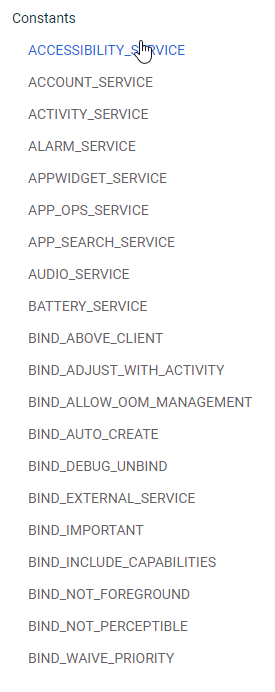 Constants
ACCESSIBILITY_SERVICE
ACCOUNT_SERVICE
ACTIVITY_SERVICE
ALARM_SERVICE
APPWIDGET_SERVICE
APP_OPS_SERVICE
APP_SEARCH_SERVICE
AUDIO_SERVICE
BATTERY_SERVICE
BIND_ABOVE_CLIENT
BIND_ADJUST_WITH_ACTIVITY
BIND_ALLOW_OOM_MANAGEMENT
BIND_AUTO_CREATE
BIND_DEBUG_UNBIND
BIND_EXTERNAL_SERVICE
BIND_IMPORTANT
BIND_INCLUDE_CAPABILITIES
BIND_NOT_FOREGROUND
BIND_NOT_PERCEPTIBLE
BIND_WAIVE_PRIORITY